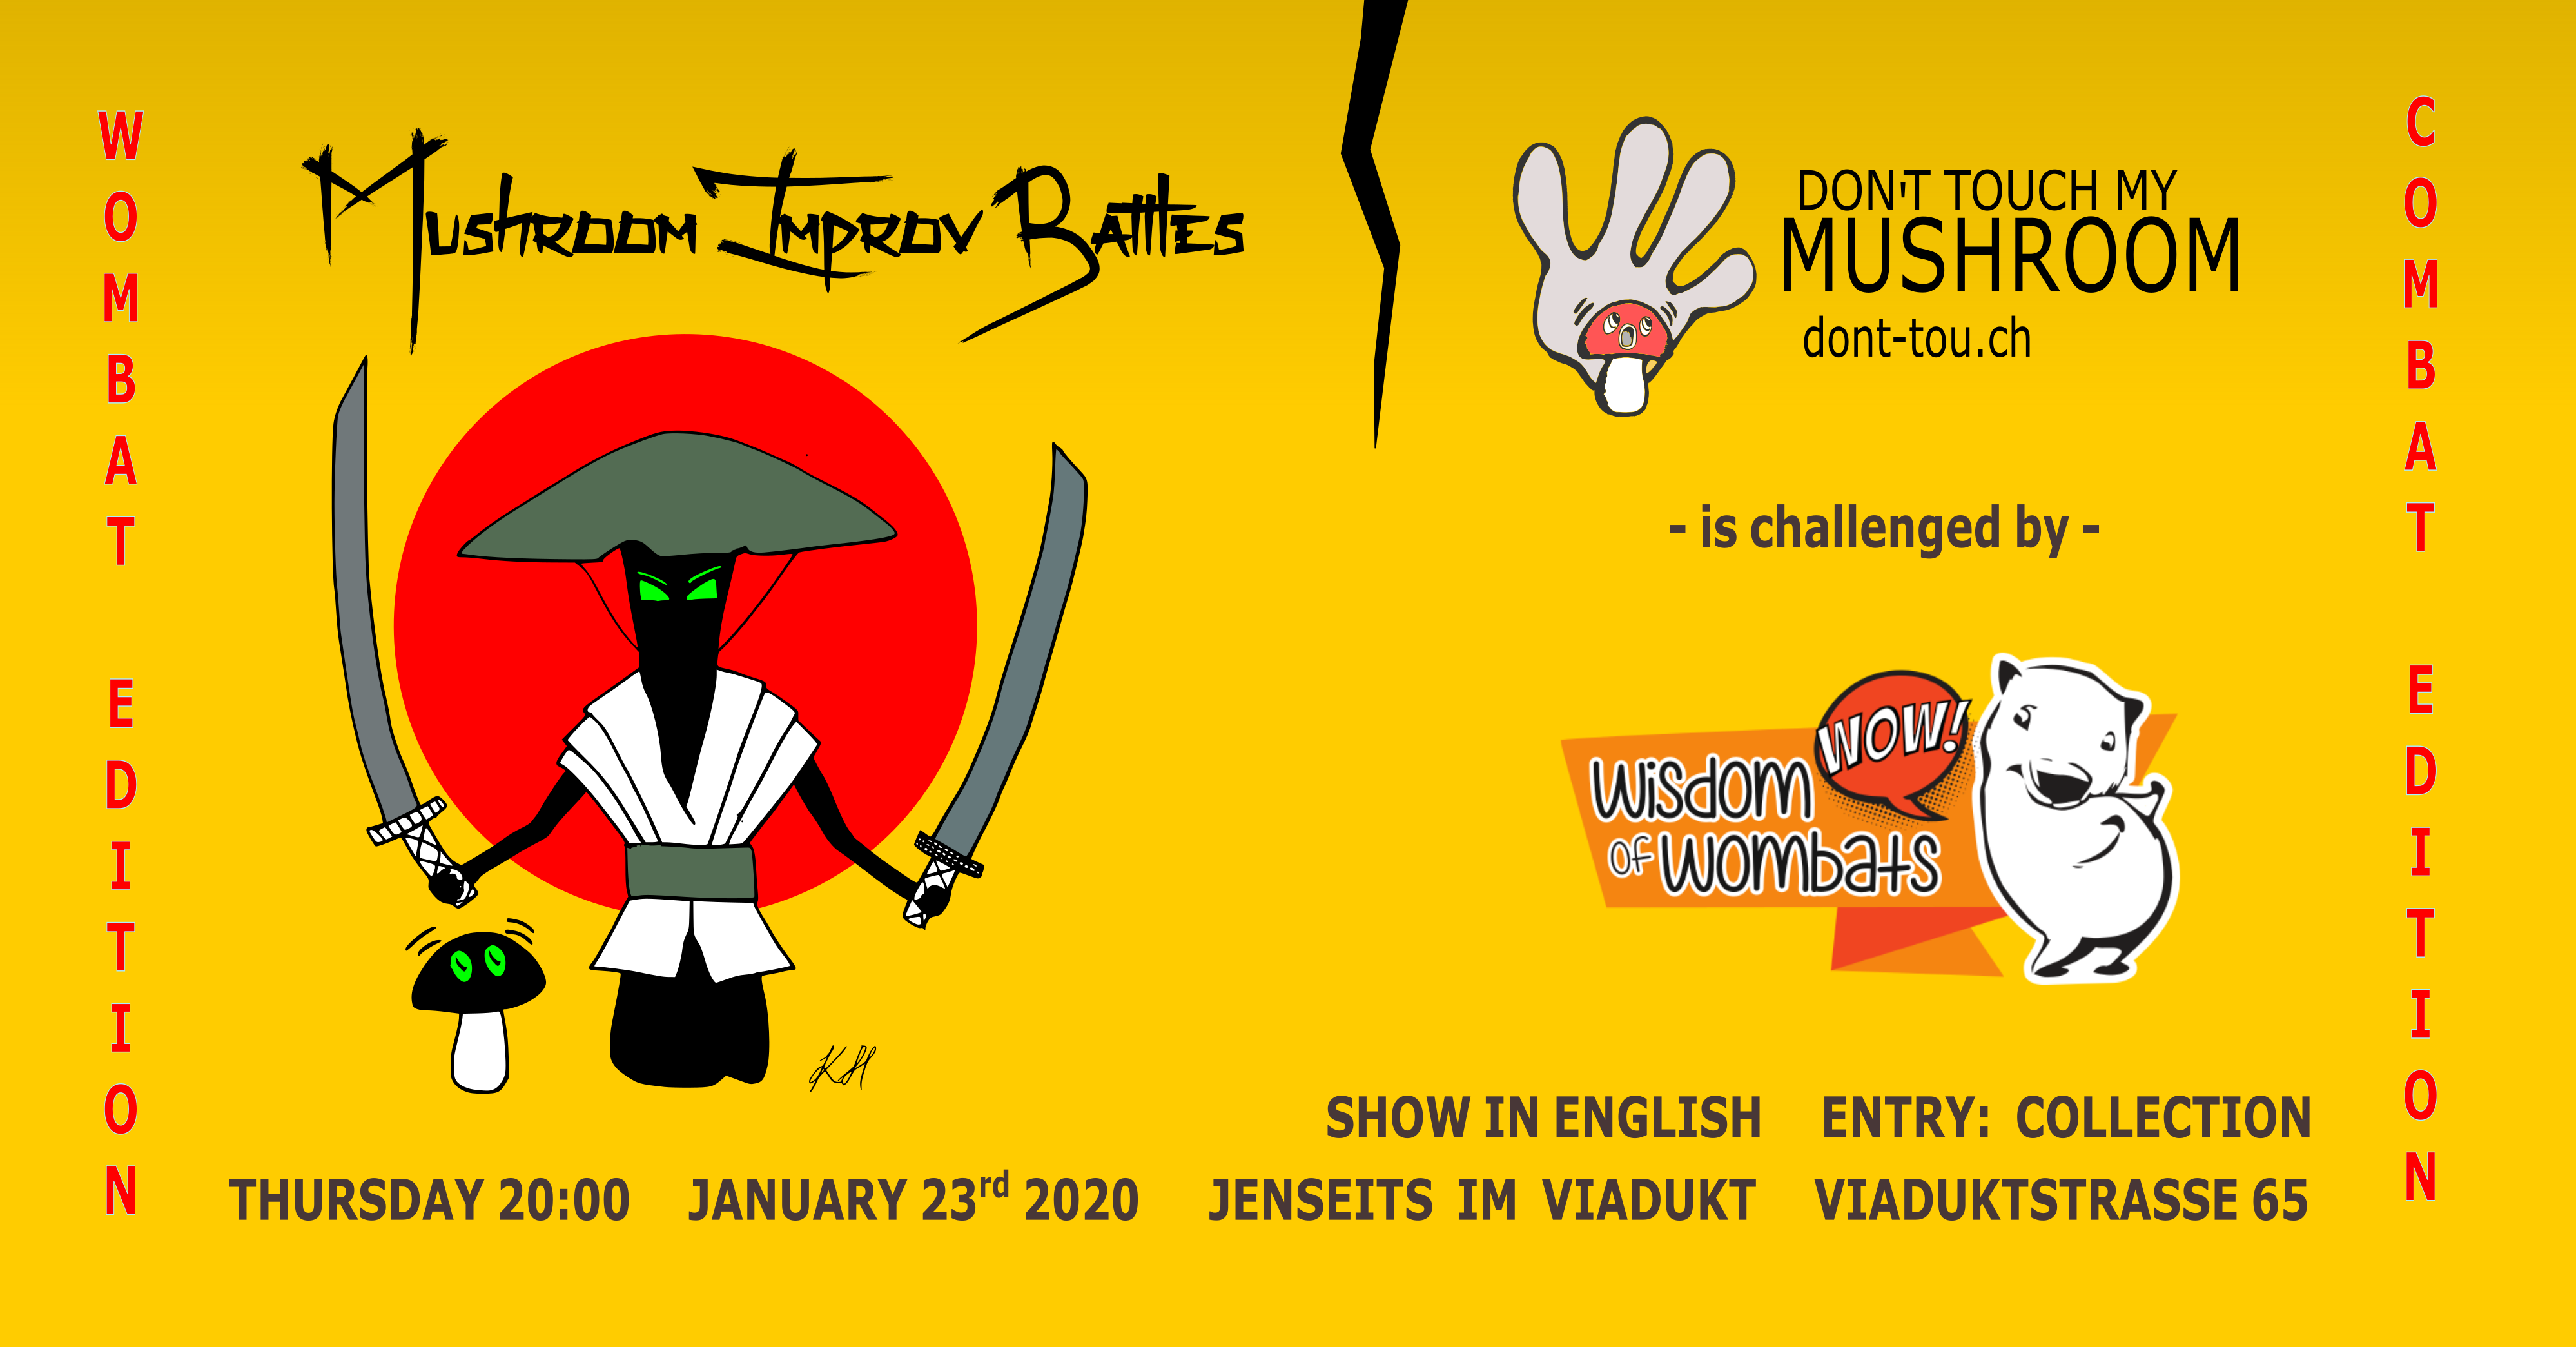 WOMBAT EDITION
Mushroom Improv Battles
KH
DON'T TOUCH MY
MUSHROOM
dont-tou.ch
- is challenged by -
WOW!
Wisdom
of Wombats
SHOW IN ENGLISH ENTRY: COLLECTION
THURSDAY 20:00 JANUARY 23rd 2020 JENSEITS IM VIADUKT VIADUKTSTRASSE 65
COMBAT EDITION